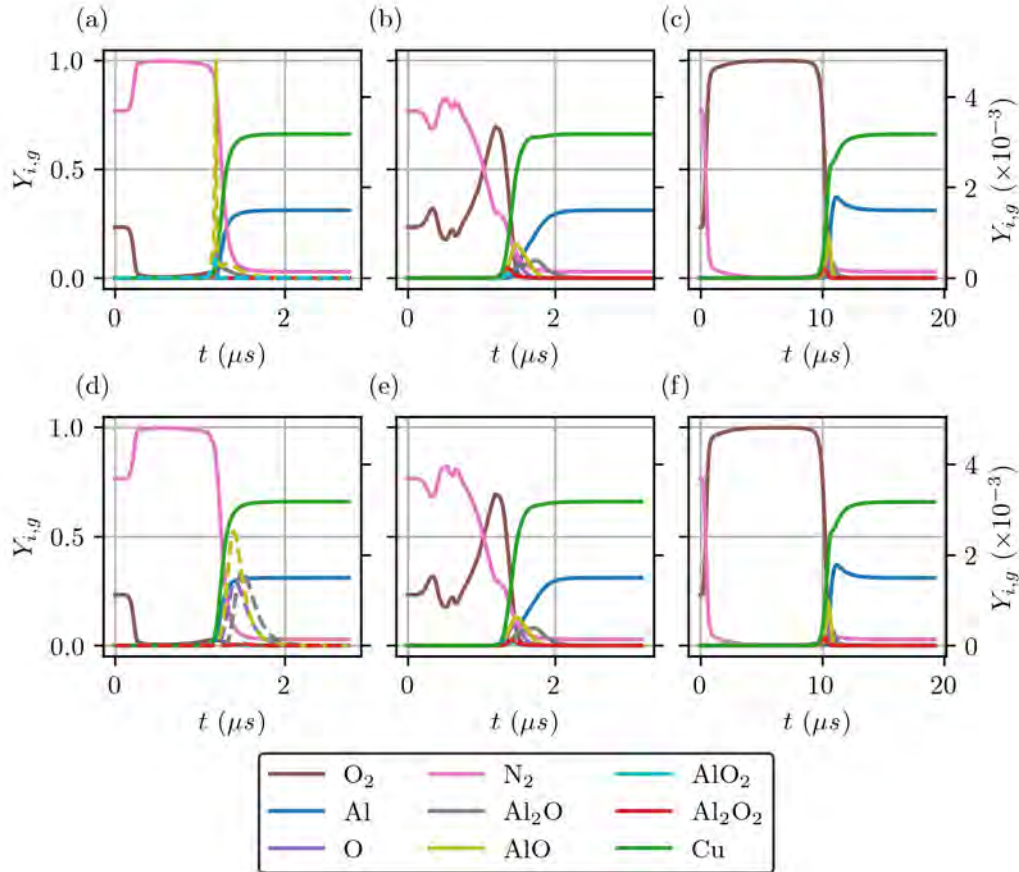 (a) (b) (c)
1.0
0.5
0.0
Y_{i,g}
4
2
0
Y_{i,g} (×10⁻³)
0 2 0 2 0 10 20
t (μs) t (μs) t (μs)
(d) (e) (f)
1.0
0.5
0.0
Y_{i,g}
4
2
0
Y_{i,g} (×10⁻³)
0 2 0 2 0 10 20
t (μs) t (μs) t (μs)
O₂ N₂ AlO₂
Al Al₂O Al₂O₂
O AlO Cu